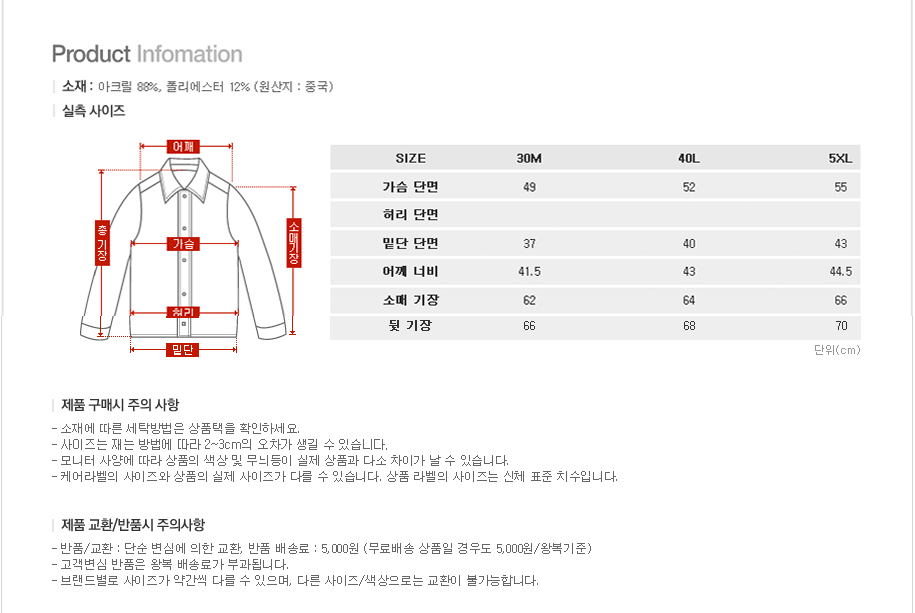 Product Infomation
소재 : 아크릴 88%, 폴리에스터 12% (원산지 : 중국)
실측 사이즈
어깨
총기장
소매기장
가슴
허리
밑단
SIZE 30M 40L 5XL
가슴 단면 49 52 55
허리 단면
밑단 단면 37 40 43
어깨 너비 41.5 43 44.5
소매 기장 62 64 66
뒷 기장 66 68 70
단위(cm)
제품 구매시 주의 사항
- 소재에 따른 세탁방법은 상품택을 확인하세요.
- 사이즈는 재는 방법에 따라 2~3cm의 오차가 생길 수 있습니다.
- 모니터 사양에 따라 상품의 색상 및 무늬등이 실제 상품과 다소 차이가 날 수 있습니다.
- 케어라벨의 사이즈와 상품의 실제 사이즈가 다를 수 있습니다. 상품 라벨의 사이즈는 신체 표준 치수입니다.
제품 교환/반품시 주의사항
- 반품/교환 : 단순 변심에 의한 교환, 반품 배송료 : 5,000원 (무료배송 상품일 경우도 5,000원/왕복기준)
- 고객변심 반품은 왕복 배송료가 부과됩니다.
- 브랜드별로 사이즈가 약간씩 다를 수 있으며, 다른 사이즈/색상으로는 교환이 불가능합니다.